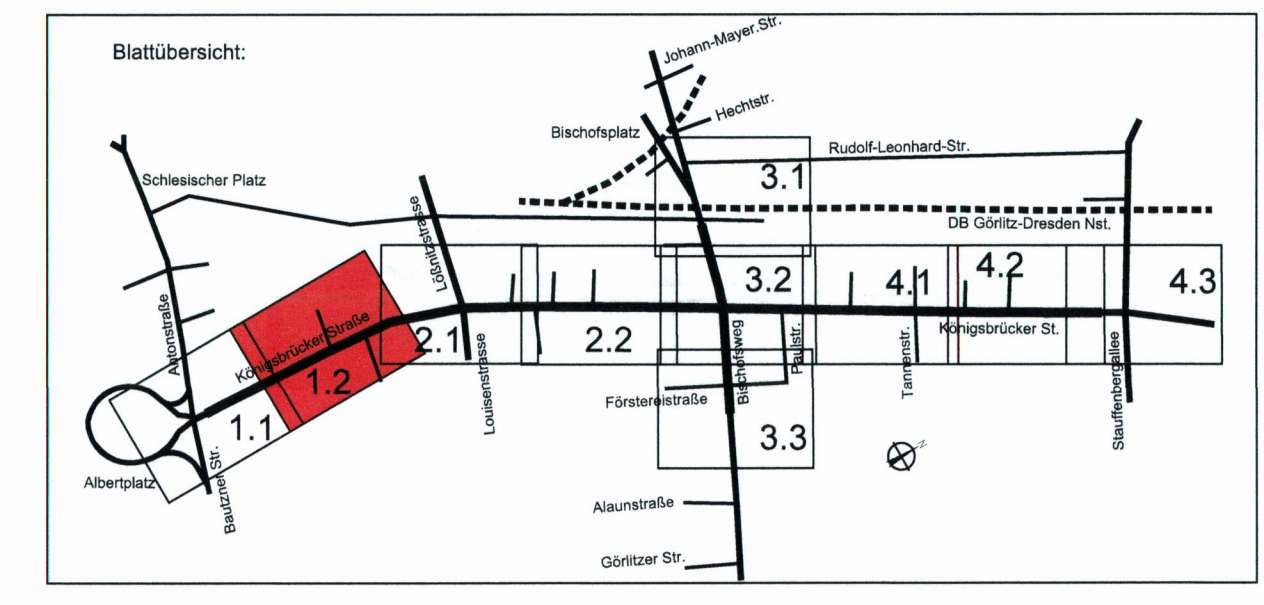 Blattübersicht:
Johann-Mayer.Str.
Hechtstr.
Bischofsplatz
Rudolf-Leonhard-Str.
3.1
Schlesischer Platz
DB Görlitz-Dresden Nst.
Lößnitzstrasse
3.2
4.1
4.2
4.3
Antonstraße
Königsbrücker Straße
2.1
2.2
Königsbrücker St.
1.2
1.1
Louisenstrasse
Bischofsweg
Paulstr.
Tannenstr.
Stauffenbergallee
Förstereistraße
3.3
N
Albertplatz
Bautzner Str.
Alaunstraße
Görlitzer Str.